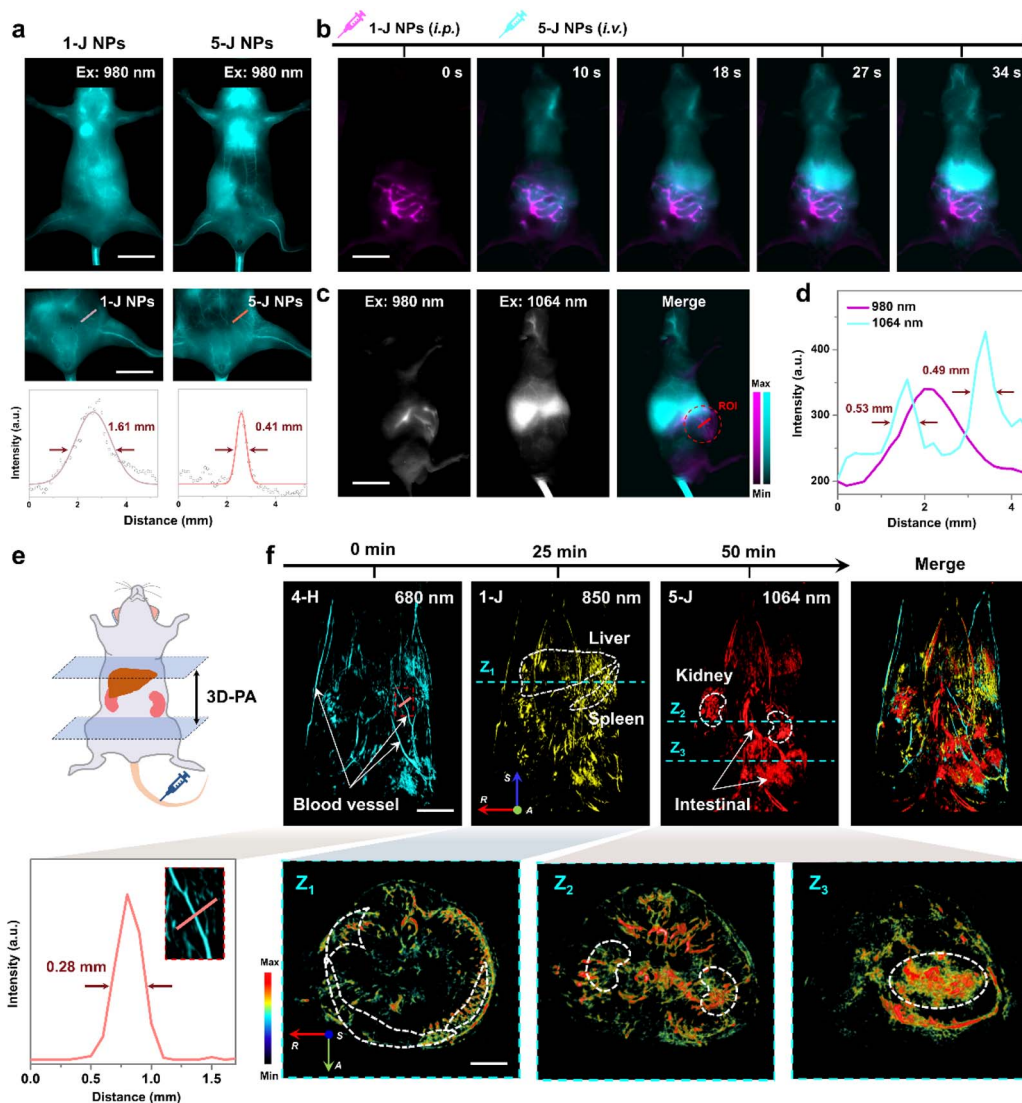 a
1-J NPs
5-J NPs
Ex: 980 nm
Ex: 980 nm
1-J NPs
5-J NPs
Intensity (a.u.)
1.61 mm
0.41 mm
0 2 4
0 2 4
Distance (mm)
b
1-J NPs (i.p.)
5-J NPs (i.v.)
0 s
10 s
18 s
27 s
34 s
c
Ex: 980 nm
Ex: 1064 nm
Merge
ROI
Max
Min
d
980 nm
1064 nm
0.49 mm
0.53 mm
Intensity (a.u.)
400
300
200
0 2 4
Distance (mm)
e
3D-PA
f
0 min
25 min
50 min
Merge
4-H
680 nm
Blood vessel
1-J
850 nm
Liver
Z1
Spleen
S
R
A
5-J
1064 nm
Kidney
Z2
Z3
Intestinal
Intensity (a.u.)
0.28 mm
0.0 0.5 1.0 1.5
Distance (mm)
Max
Min
Z1
R
S
A
Z2
Z3